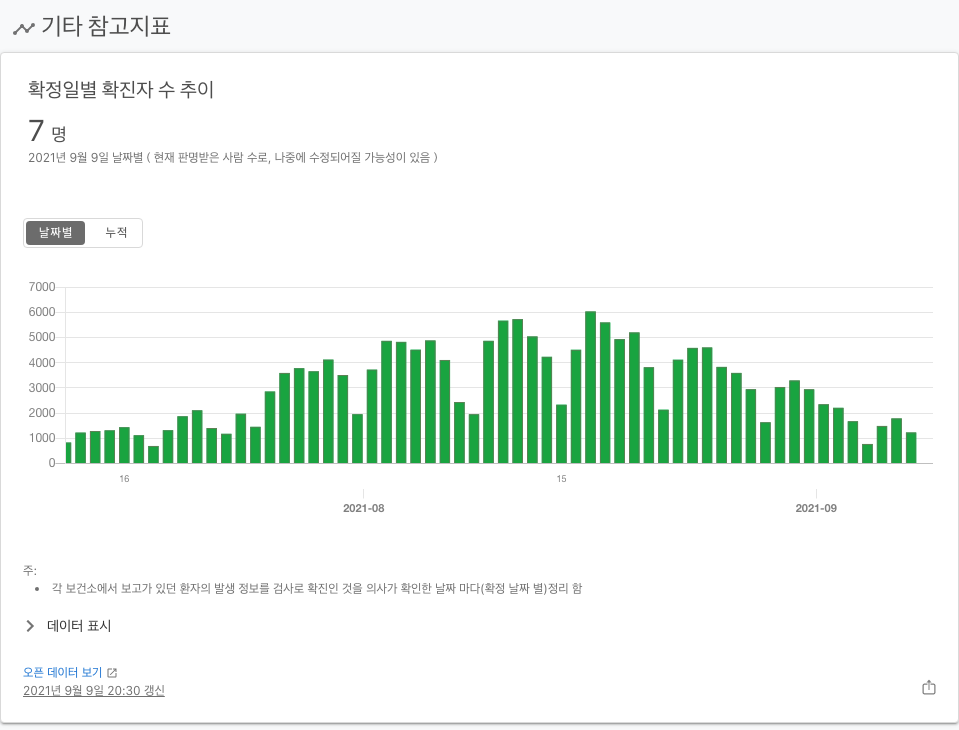 기타 참고지표
확정일별 확진자 수 추이
7 명
2021년 9월 9일 날짜별 ( 현재 판명받은 사람 수로, 나중에 수정되어질 가능성이 있음 )
날짜별 누적
7000
6000
5000
4000
3000
2000
1000
0
16 15
2021-08 2021-09
주:
• 각 보건소에서 보고가 있던 환자의 발생 정보를 검사로 확진인 것을 의사가 확인한 날짜 마다(확정 날짜 별)정리 함
데이터 표시
오픈 데이터 보기
2021년 9월 9일 20:30 갱신